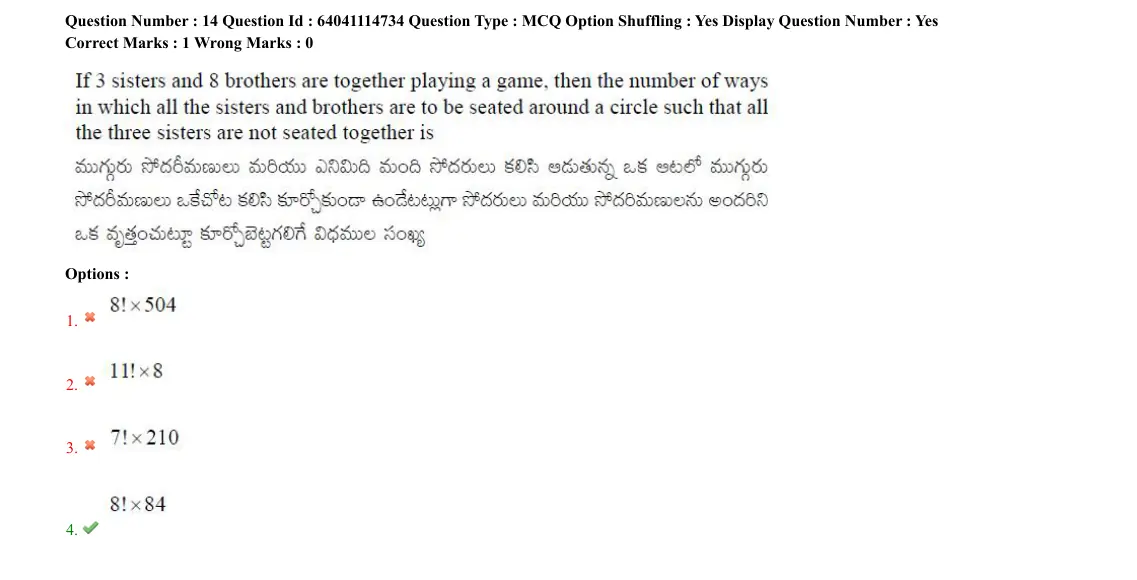 Question Number : 14 Question Id : 64041114734 Question Type : MCQ Option Shuffling : Yes Display Question Number : Yes
Correct Marks : 1 Wrong Marks : 0
If 3 sisters and 8 brothers are together playing a game, then the number of ways
in which all the sisters and brothers are to be seated around a circle such that all
the three sisters are not seated together is
ముగ్గురు సోదరీమణులు మరియు ఎనిమిది మంది సోదరులు కలిసి ఆడుతున్న ఒక ఆటలో ముగ్గురు
సోదరీమణులు ఒకేచోట కలిసి కూర్చోకుండా ఉండేటట్లుగా సోదరులు మరియు సోదరిమణులను అందరిని
ఒక వృత్తంచుట్టూ కూర్చోబెట్టగలిగే విధముల సంఖ్య
Options :
8! × 504
1. ✖
11! × 8
2. ✖
7! × 210
3. ✖
8! × 84
4. ✔